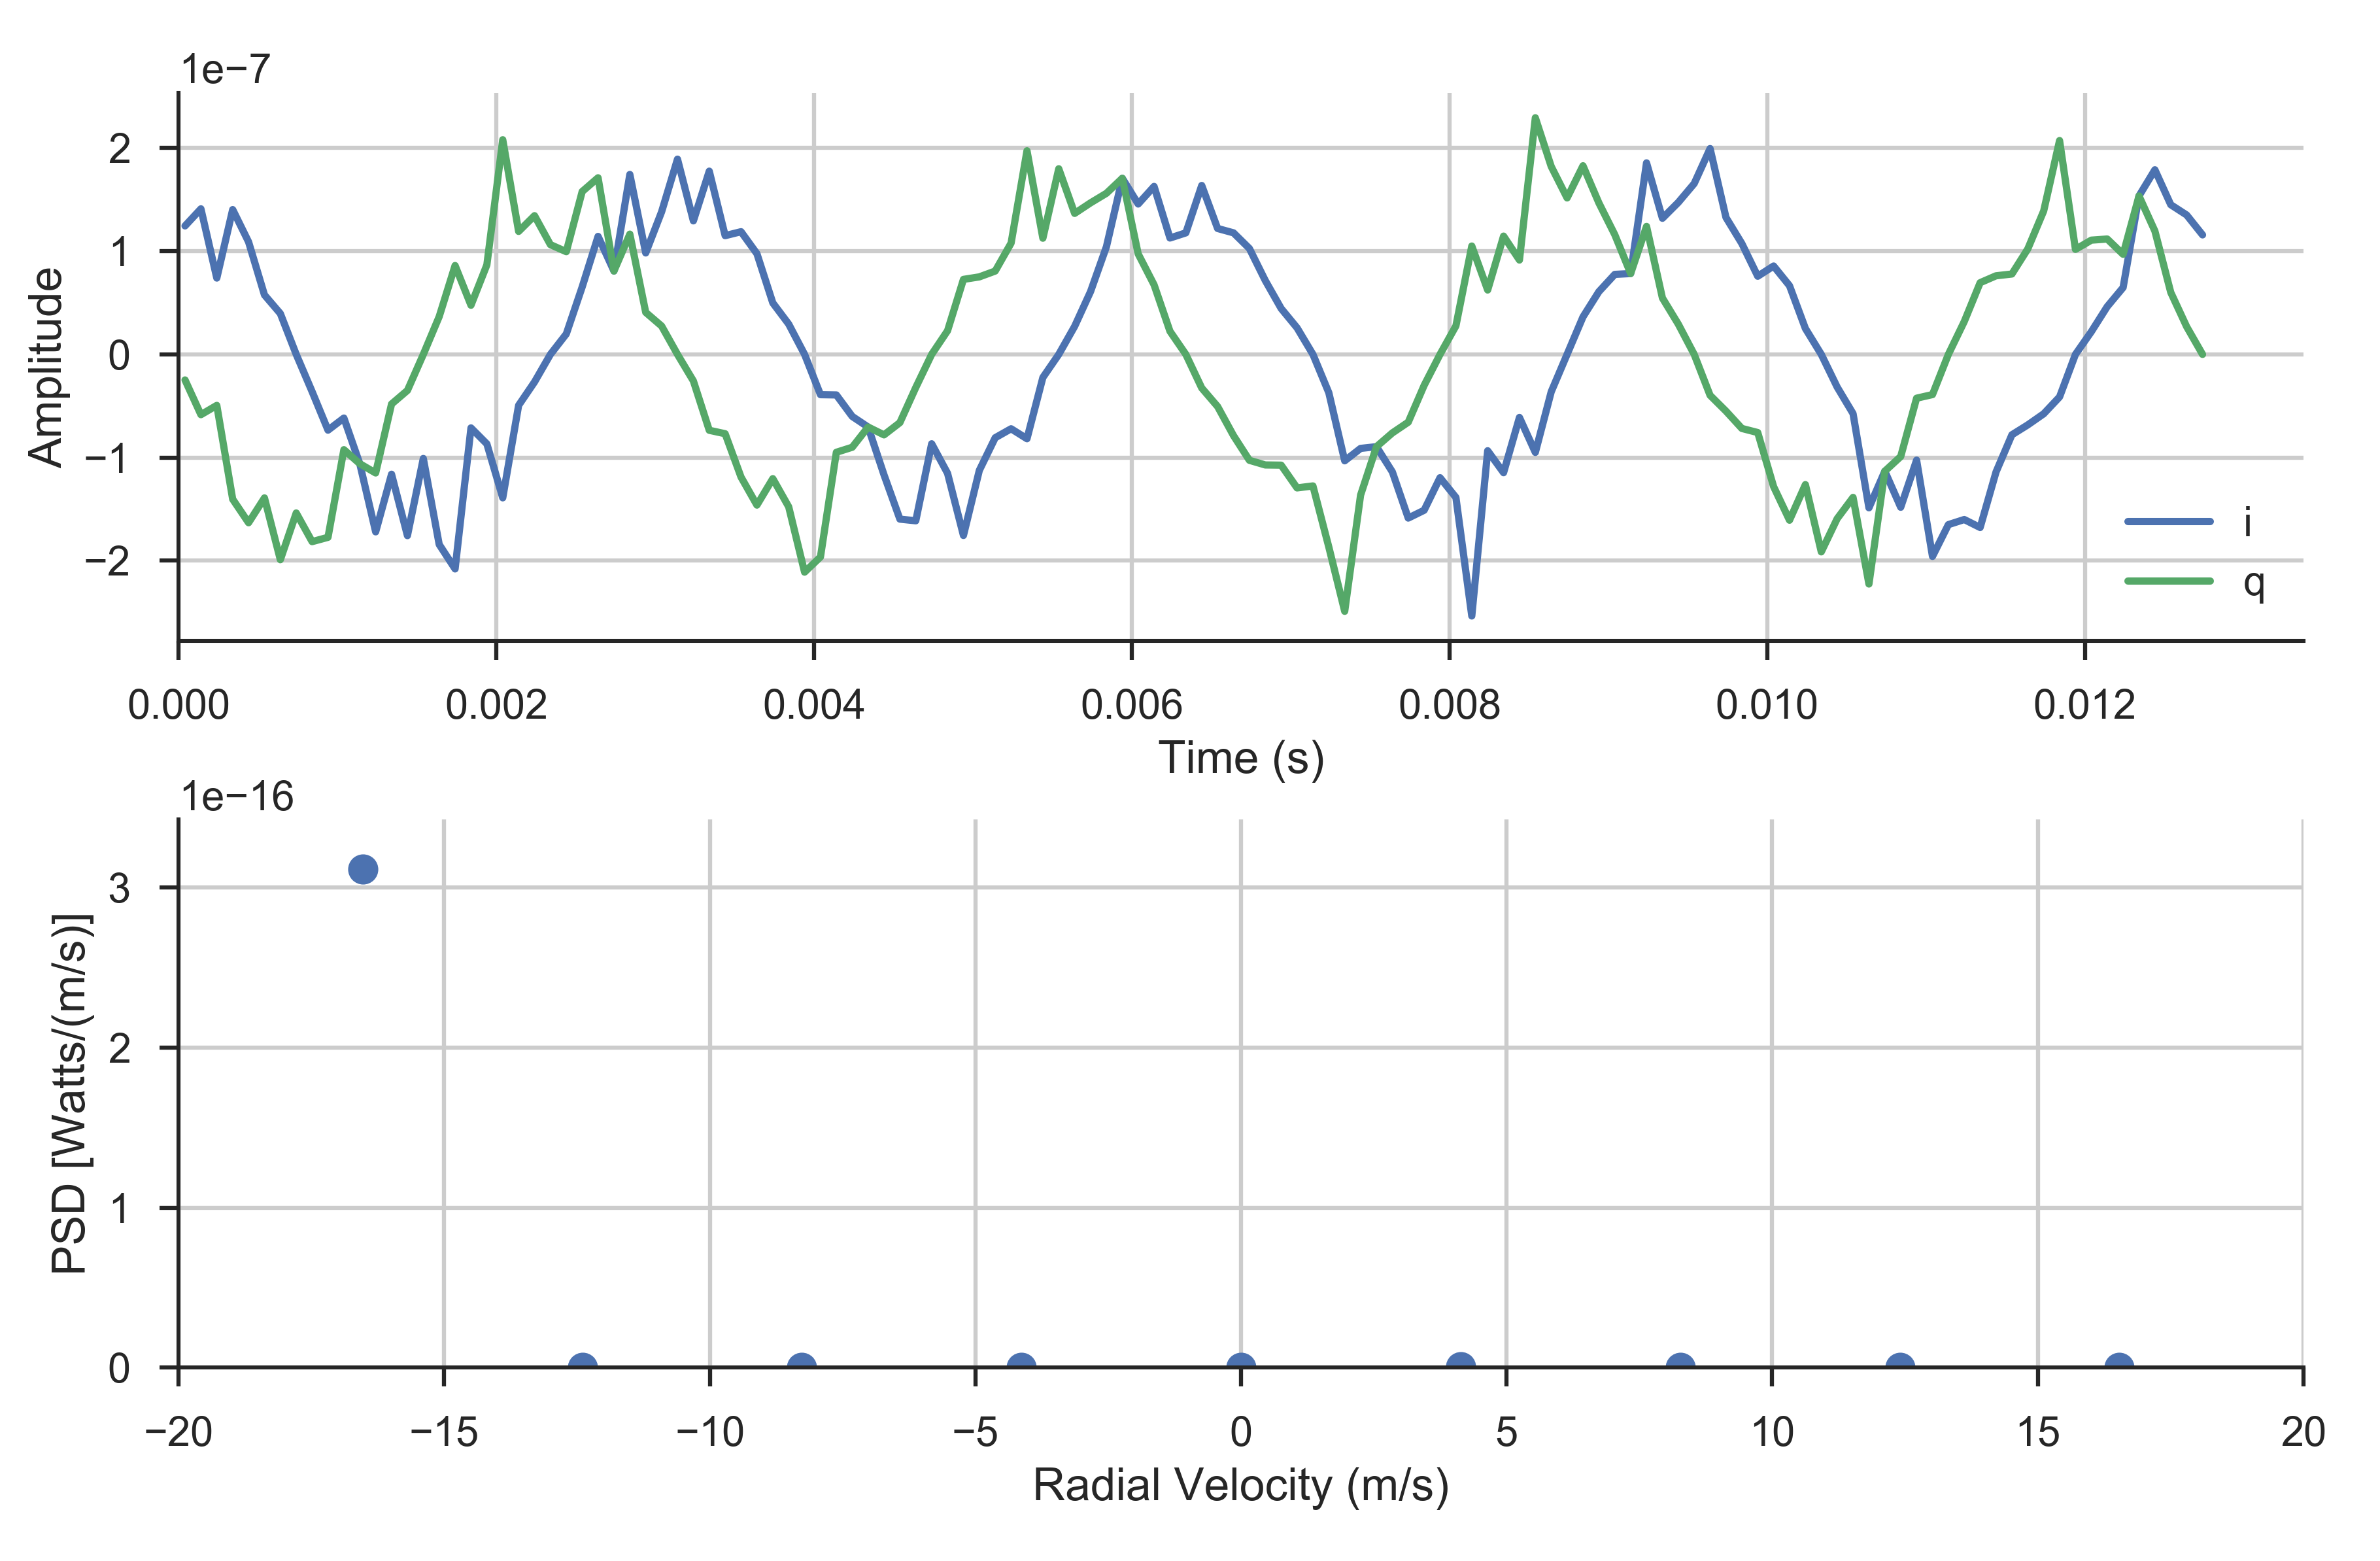 1e−7
2
1
0
−1
−2
Amplitude
i
q
0.000 0.002 0.004 0.006 0.008 0.010 0.012
Time (s)
1e−16
3
2
1
0
PSD [Watts/(m/s)]
−20 −15 −10 −5 0 5 10 15 20
Radial Velocity (m/s)